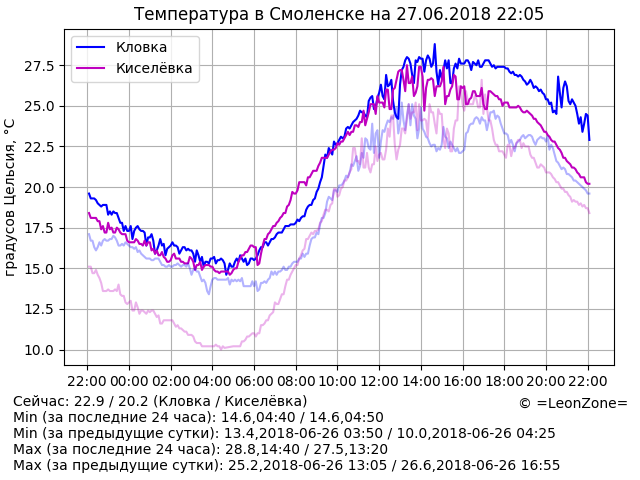 Температура в Смоленске на 27.06.2018 22:05
Кловка
Киселёвка
градусов Цельсия, °C
27.5
25.0
22.5
20.0
17.5
15.0
12.5
10.0
22:00 00:00 02:00 04:00 06:00 08:00 10:00 12:00 14:00 16:00 18:00 20:00 22:00
Сейчас: 22.9 / 20.2 (Кловка / Киселёвка)
© =LeonZone=
Min (за последние 24 часа): 14.6,04:40 / 14.6,04:50
Min (за предыдущие сутки): 13.4,2018-06-26 03:50 / 10.0,2018-06-26 04:25
Max (за последние 24 часа): 28.8,14:40 / 27.5,13:20
Max (за предыдущие сутки): 25.2,2018-06-26 13:05 / 26.6,2018-06-26 16:55